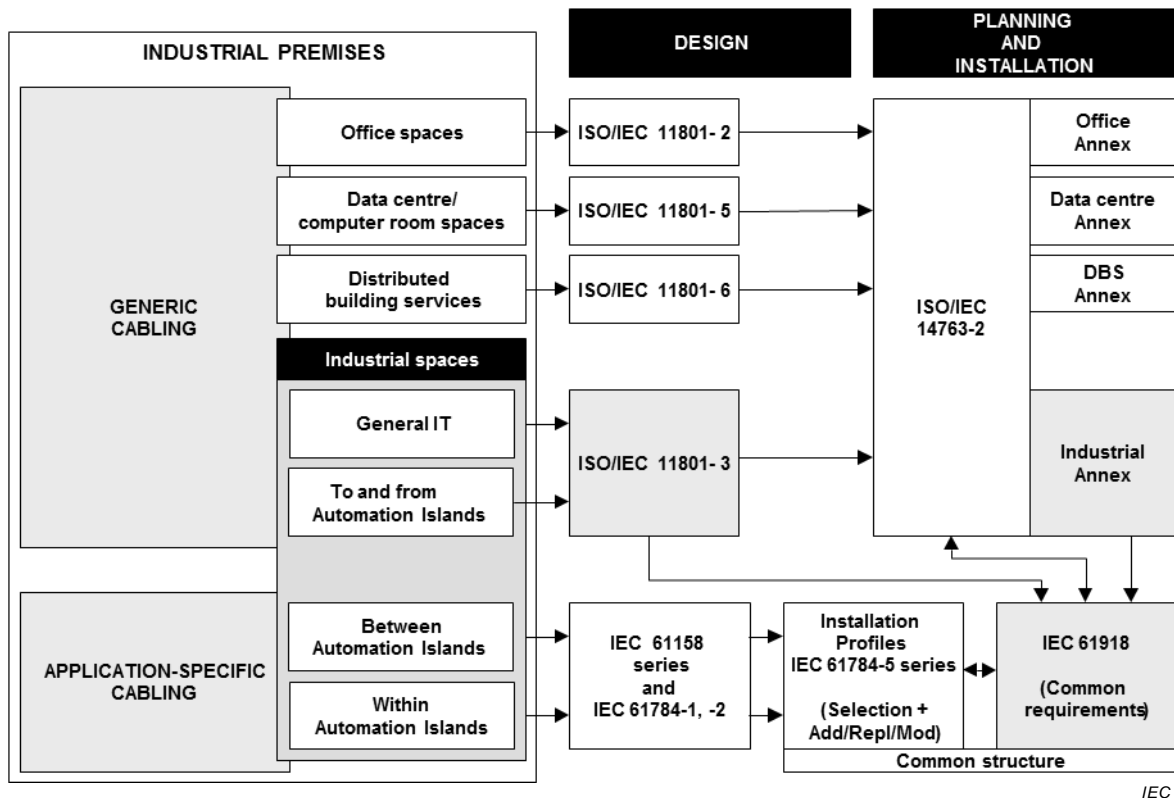 INDUSTRIAL PREMISES
DESIGN
PLANNING
AND
INSTALLATION
GENERIC
CABLING
Office spaces
ISO/IEC 11801- 2
Data centre/
computer room spaces
ISO/IEC 11801- 5
Distributed
building services
ISO/IEC 11801- 6
ISO/IEC
14763-2
Office
Annex
Data centre
Annex
DBS
Annex
Industrial spaces
General IT
To and from
Automation Islands
ISO/IEC 11801- 3
Industrial
Annex
APPLICATION-SPECIFIC
CABLING
Between
Automation Islands
Within
Automation Islands
IEC 61158
series
and
IEC 61784-1, -2
Installation
Profiles
IEC 61784-5 series
(Selection +
Add/Repl/Mod)
IEC 61918
(Common
requirements)
Common structure
IEC